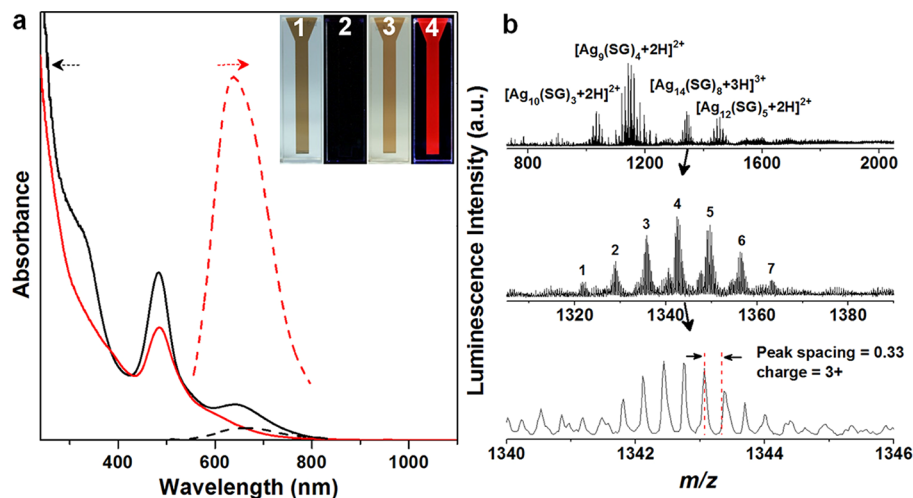 a
1 2 3 4
Absorbance
400 600 800 1000
Wavelength (nm)
Luminescence Intensity (a.u.)
b
[Ag9(SG)4+2H]2+
[Ag10(SG)3+2H]2+
[Ag14(SG)8+3H]3+
[Ag12(SG)5+2H]2+
800 1200 1600 2000
1 2 3 4 5 6 7
1320 1340 1360 1380
Peak spacing = 0.33
charge = 3+
1340 1342 1344 1346
m/z